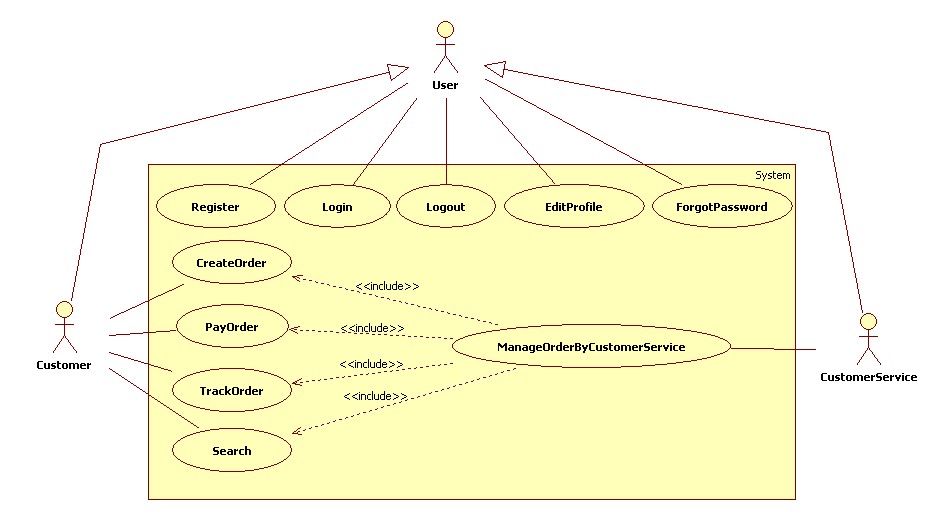 User
System
Register
Login
Logout
EditProfile
ForgotPassword
CreateOrder
<<include>>
PayOrder
<<include>>
ManageOrderByCustomerService
Customer
CustomerService
<<include>>
TrackOrder
<<include>>
Search